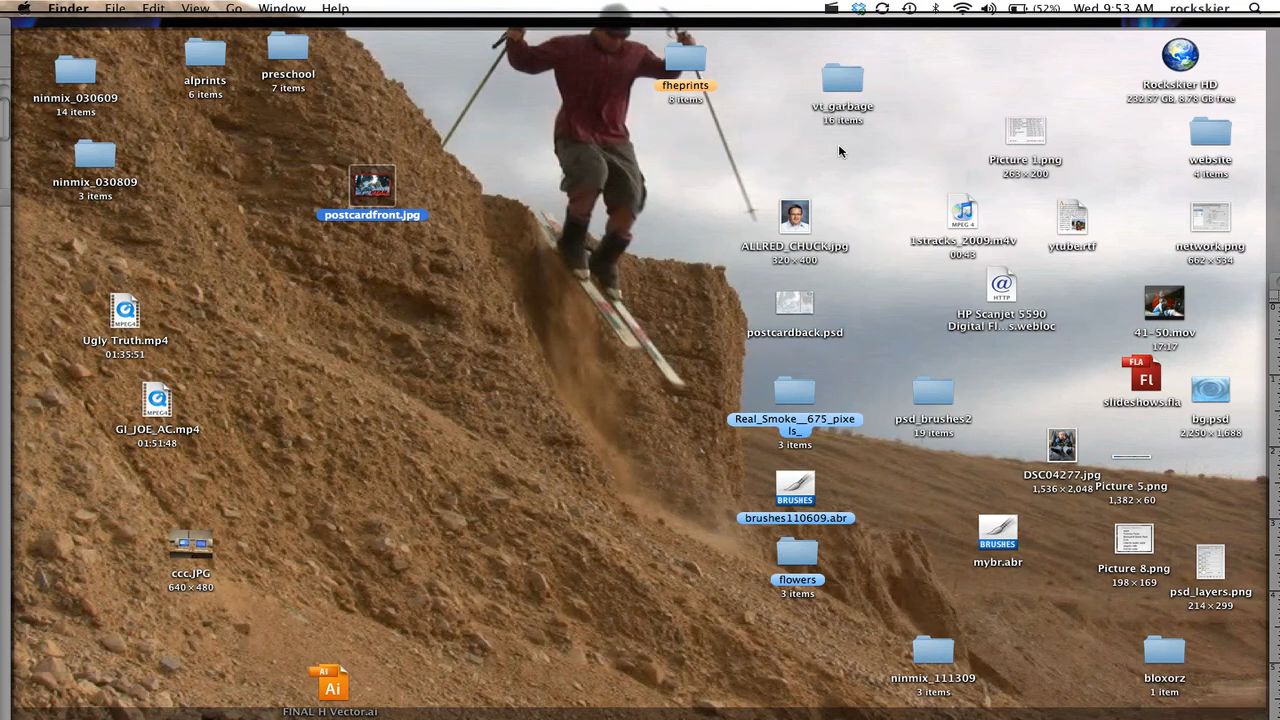 Finder File Edit View Go Window Help (52%) Wed 9:53 AM rockskier
ninmix_030609
14 items
alprints
6 items
preschool
7 items
fheprints
8 items
vt_garbage
16 items
Rockskier HD
232.57 GB, 8.78 GB free
Picture 1.png
263 × 200
website
4 items
ninmix_030809
3 items
postcardfront.jpg
ALLRED_CHUCK.jpg
320 × 400
MPEG 4
1stracks_2009.m4v
00:43
ytube.rtf
network.png
662 × 534
MPEG4
Ugly Truth.mp4
01:35:51
postcardback.psd
HTTP
HP Scanjet 5590
Digital Fl...s.webloc
41-50.mov
17:17
MPEG4
GI_JOE_AC.mp4
01:51:48
Real_Smoke__675_pixe
ls_
3 items
psd_brushes2
19 items
FLA
Fl
slideshows.fla
bg.psd
2,250 × 1,688
DSC04277.jpg
1,536 × 2,048
Picture 5.png
1,382 × 60
BRUSHES
brushes110609.abr
ccc.JPG
640 × 480
flowers
3 items
BRUSHES
mybr.abr
Picture 8.png
198 × 169
psd_layers.png
214 × 299
AI
Ai
FINAL H Vector.ai
ninmix_111309
3 items
bloxorz
1 item